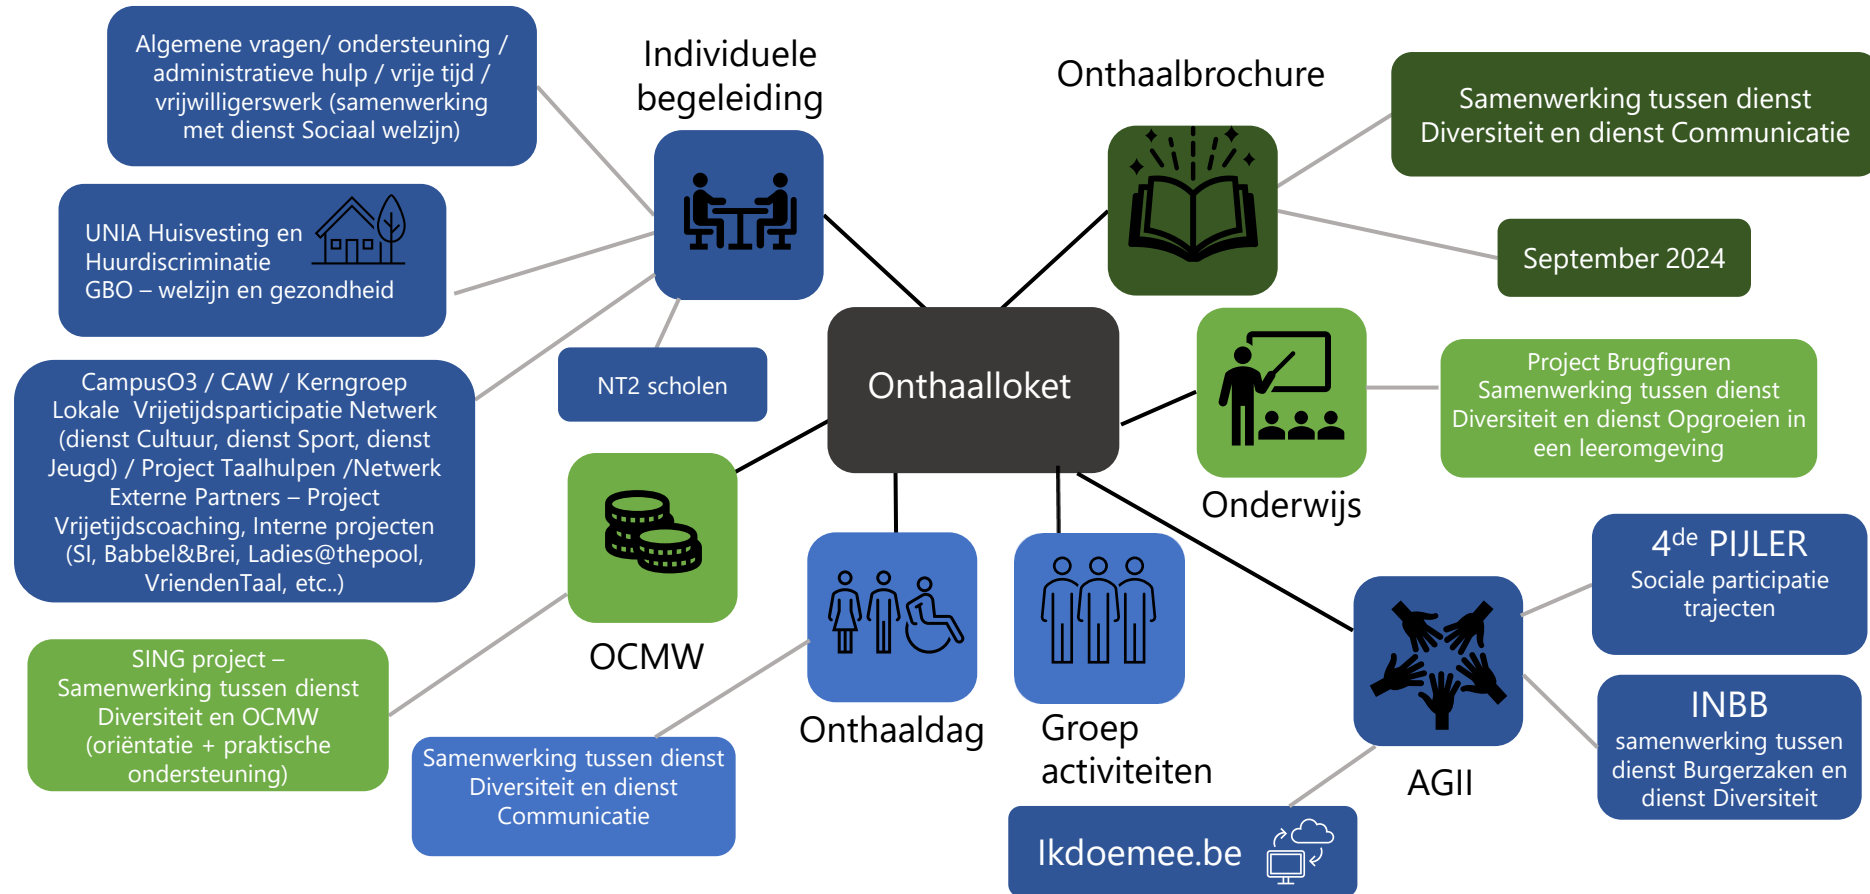 Algemene vragen/ ondersteuning /
administratieve hulp / vrije tijd /
vrijwilligerswerk (samenwerking
met dienst Sociaal welzijn)
Individuele
begeleiding
Onthaalbrochure
Samenwerking tussen dienst
Diversiteit en dienst Communicatie
UNIA Huisvesting en
Huurdiscriminatie
GBO – welzijn en gezondheid
September 2024
NT2 scholen
Onthaalloket
Project Brugfiguren
Samenwerking tussen dienst
Diversiteit en dienst Opgroeien in
een leeromgeving
CampusO3 / CAW / Kerngroep
Lokale Vrijetijdsparticipatie Netwerk
(dienst Cultuur, dienst Sport, dienst
Jeugd) / Project Taalhulpen /Netwerk
Externe Partners – Project
Vrijetijdscoaching, Interne projecten
(SI, Babbel&Brei, Ladies@thepool,
VriendenTaal, etc..)
Onderwijs
4de PIJLER
Sociale participatie
trajecten
OCMW
SING project –
Samenwerking tussen dienst
Diversiteit en OCMW
(oriëntatie + praktische
ondersteuning)
Onthaaldag
Groep
activiteiten
AGII
INBB
samenwerking tussen
dienst Burgerzaken en
dienst Diversiteit
Samenwerking tussen dienst
Diversiteit en dienst
Communicatie
Ikdoemee.be